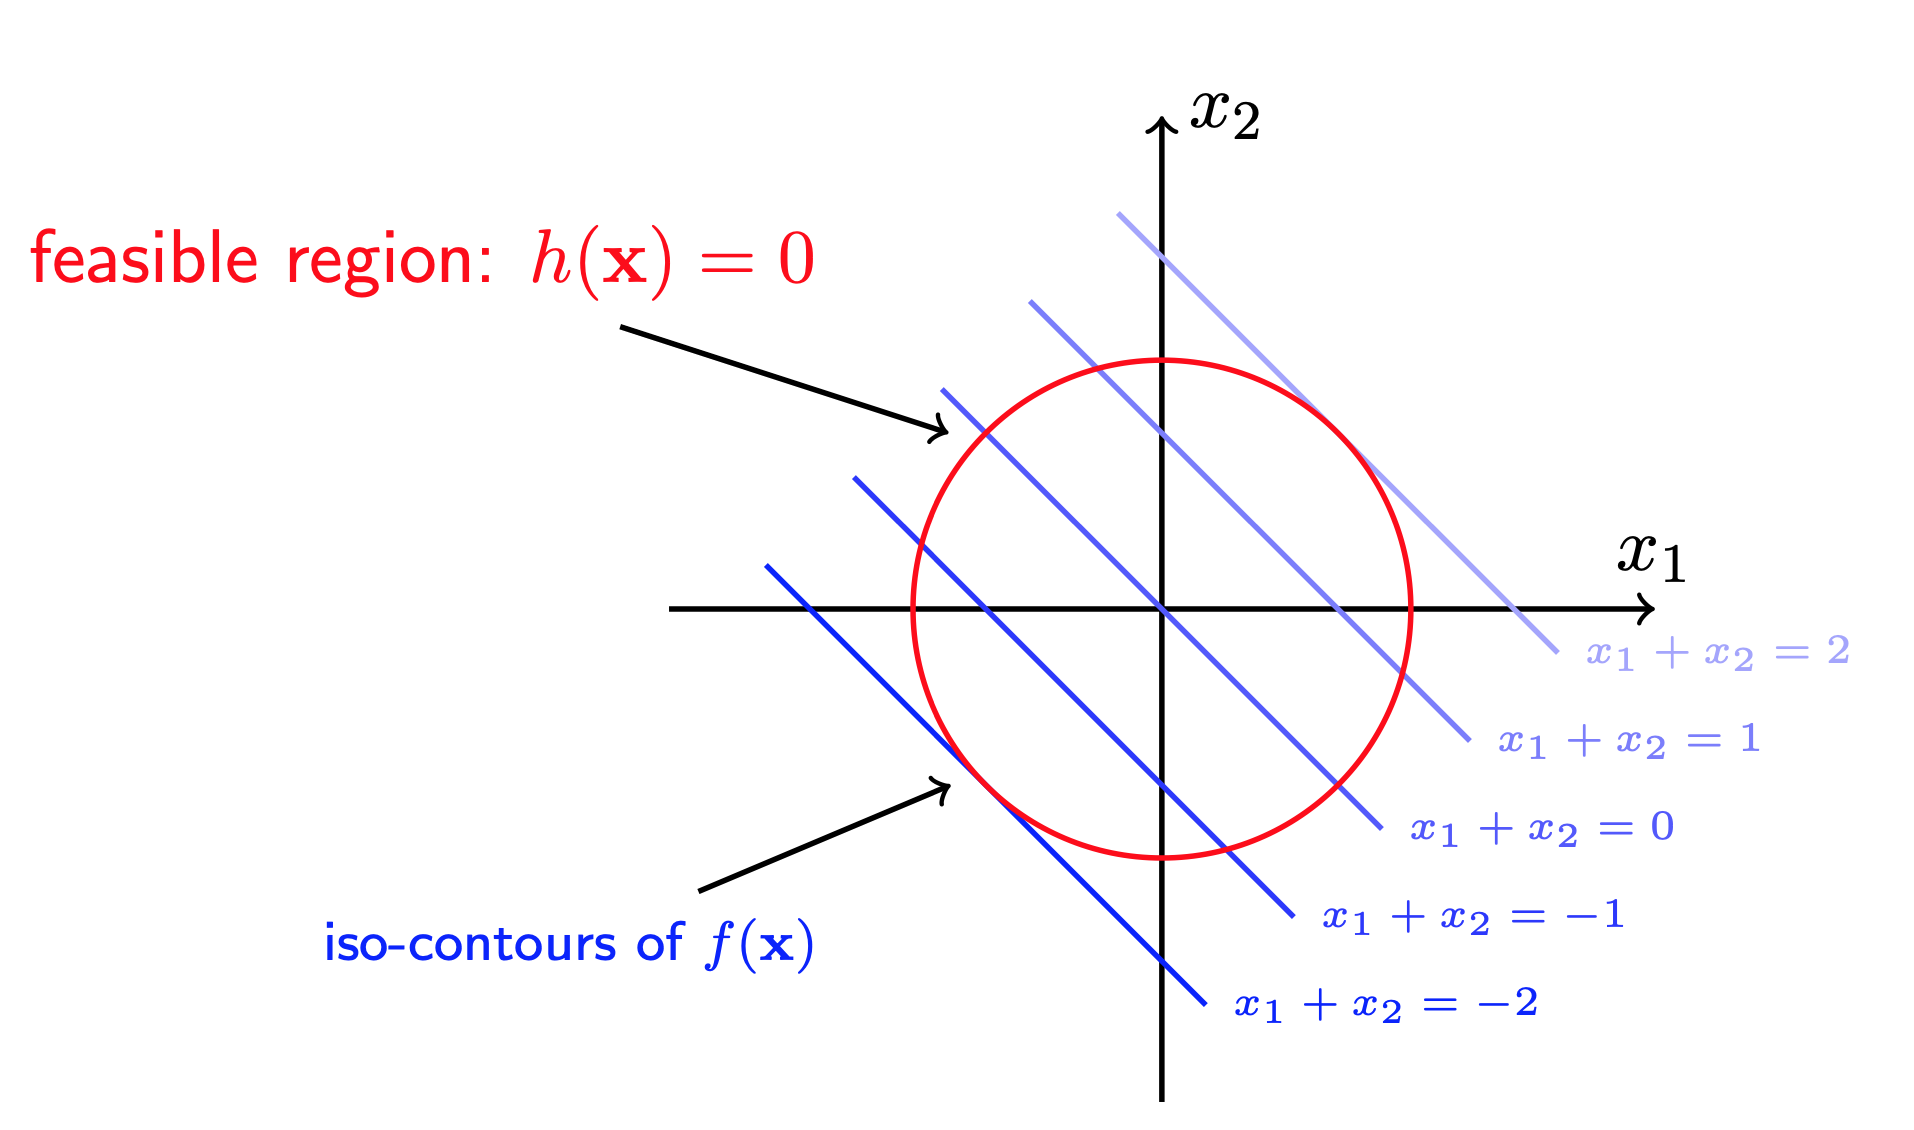 x₂
feasible region: h(𝐱) = 0
x₁
x₁ + x₂ = 2
x₁ + x₂ = 1
x₁ + x₂ = 0
x₁ + x₂ = −1
iso-contours of f(𝐱)
x₁ + x₂ = −2